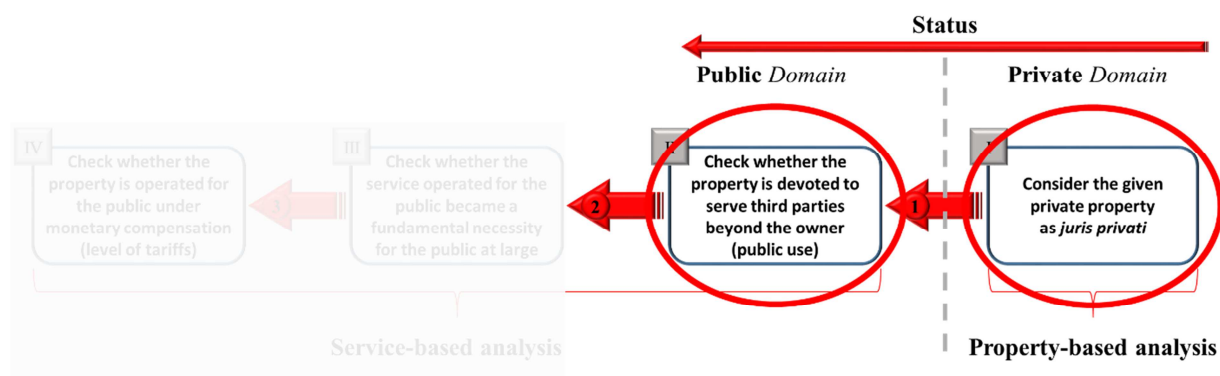 Status
Public Domain
Private Domain
IV
Check whether the
property is operated for
the public under
monetary compensation
(level of tariffs)
3
III
Check whether the
service operated for the
public became a
fundamental necessity
for the public at large
2
II
Check whether the
property is devoted to
serve third parties
beyond the owner
(public use)
1
Consider the given
private property
as juris privati
Service-based analysis
Property-based analysis